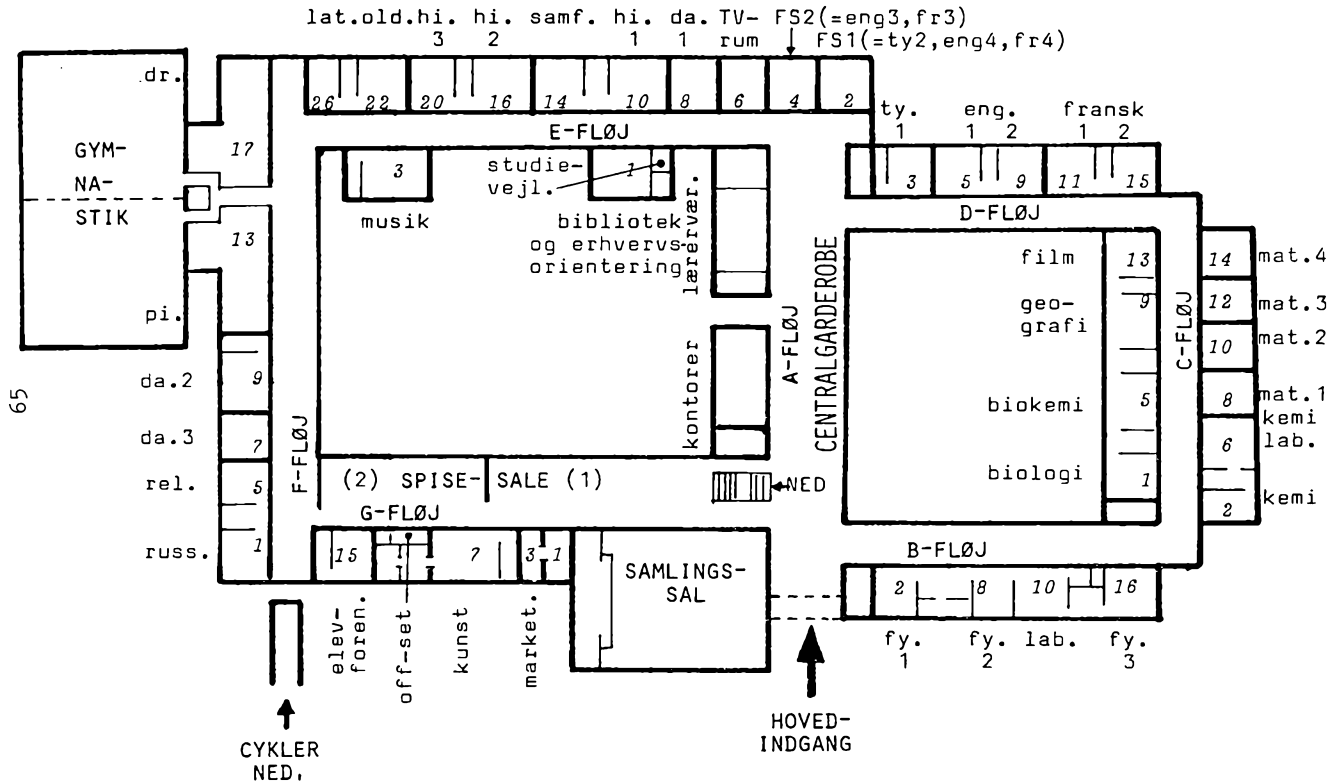 lat.old.hi. hi. samf. hi. da. TV- FS2(=eng3,fr3)
3 2 1 1 rum FS1(=ty2,eng4,fr4)
dr.
26 22 20 16 14 10 8 6 4 2
ty. eng. fransk
1 1 2 1 2
E-FLØJ
GYM-
NA-
STIK
17
13
pi.
3
musik
studie-
vejl.
1
bibliotek
og erhvervs-
orientering
lærervær.
3 5 9 11 15
D-FLØJ
kontorer
A-FLØJ
CENTRALGARDEROBE
film 13
geo-
grafi
9
biokemi 5
biologi 1
C-FLØJ
14 mat.4
12 mat.3
10 mat.2
8 mat.1
kemi
lab.
6
2 kemi
65
da.2 9
da.3 7
rel. 5
russ. 1
F-FLØJ
(2) SPISE- SALE (1)
NED
G-FLØJ
15 7 3 1
elev-
foren.
off-set
kunst
market.
SAMLINGS-
SAL
B-FLØJ
2 8 10 16
fy. fy. lab. fy.
1 2 3
HOVED-
INDGANG
CYKLER
NED.